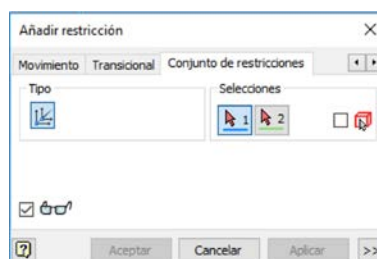 Añadir restricción
Movimiento Transicional Conjunto de restricciones
Tipo
Selecciones
1 2
Aceptar Cancelar Aplicar >>